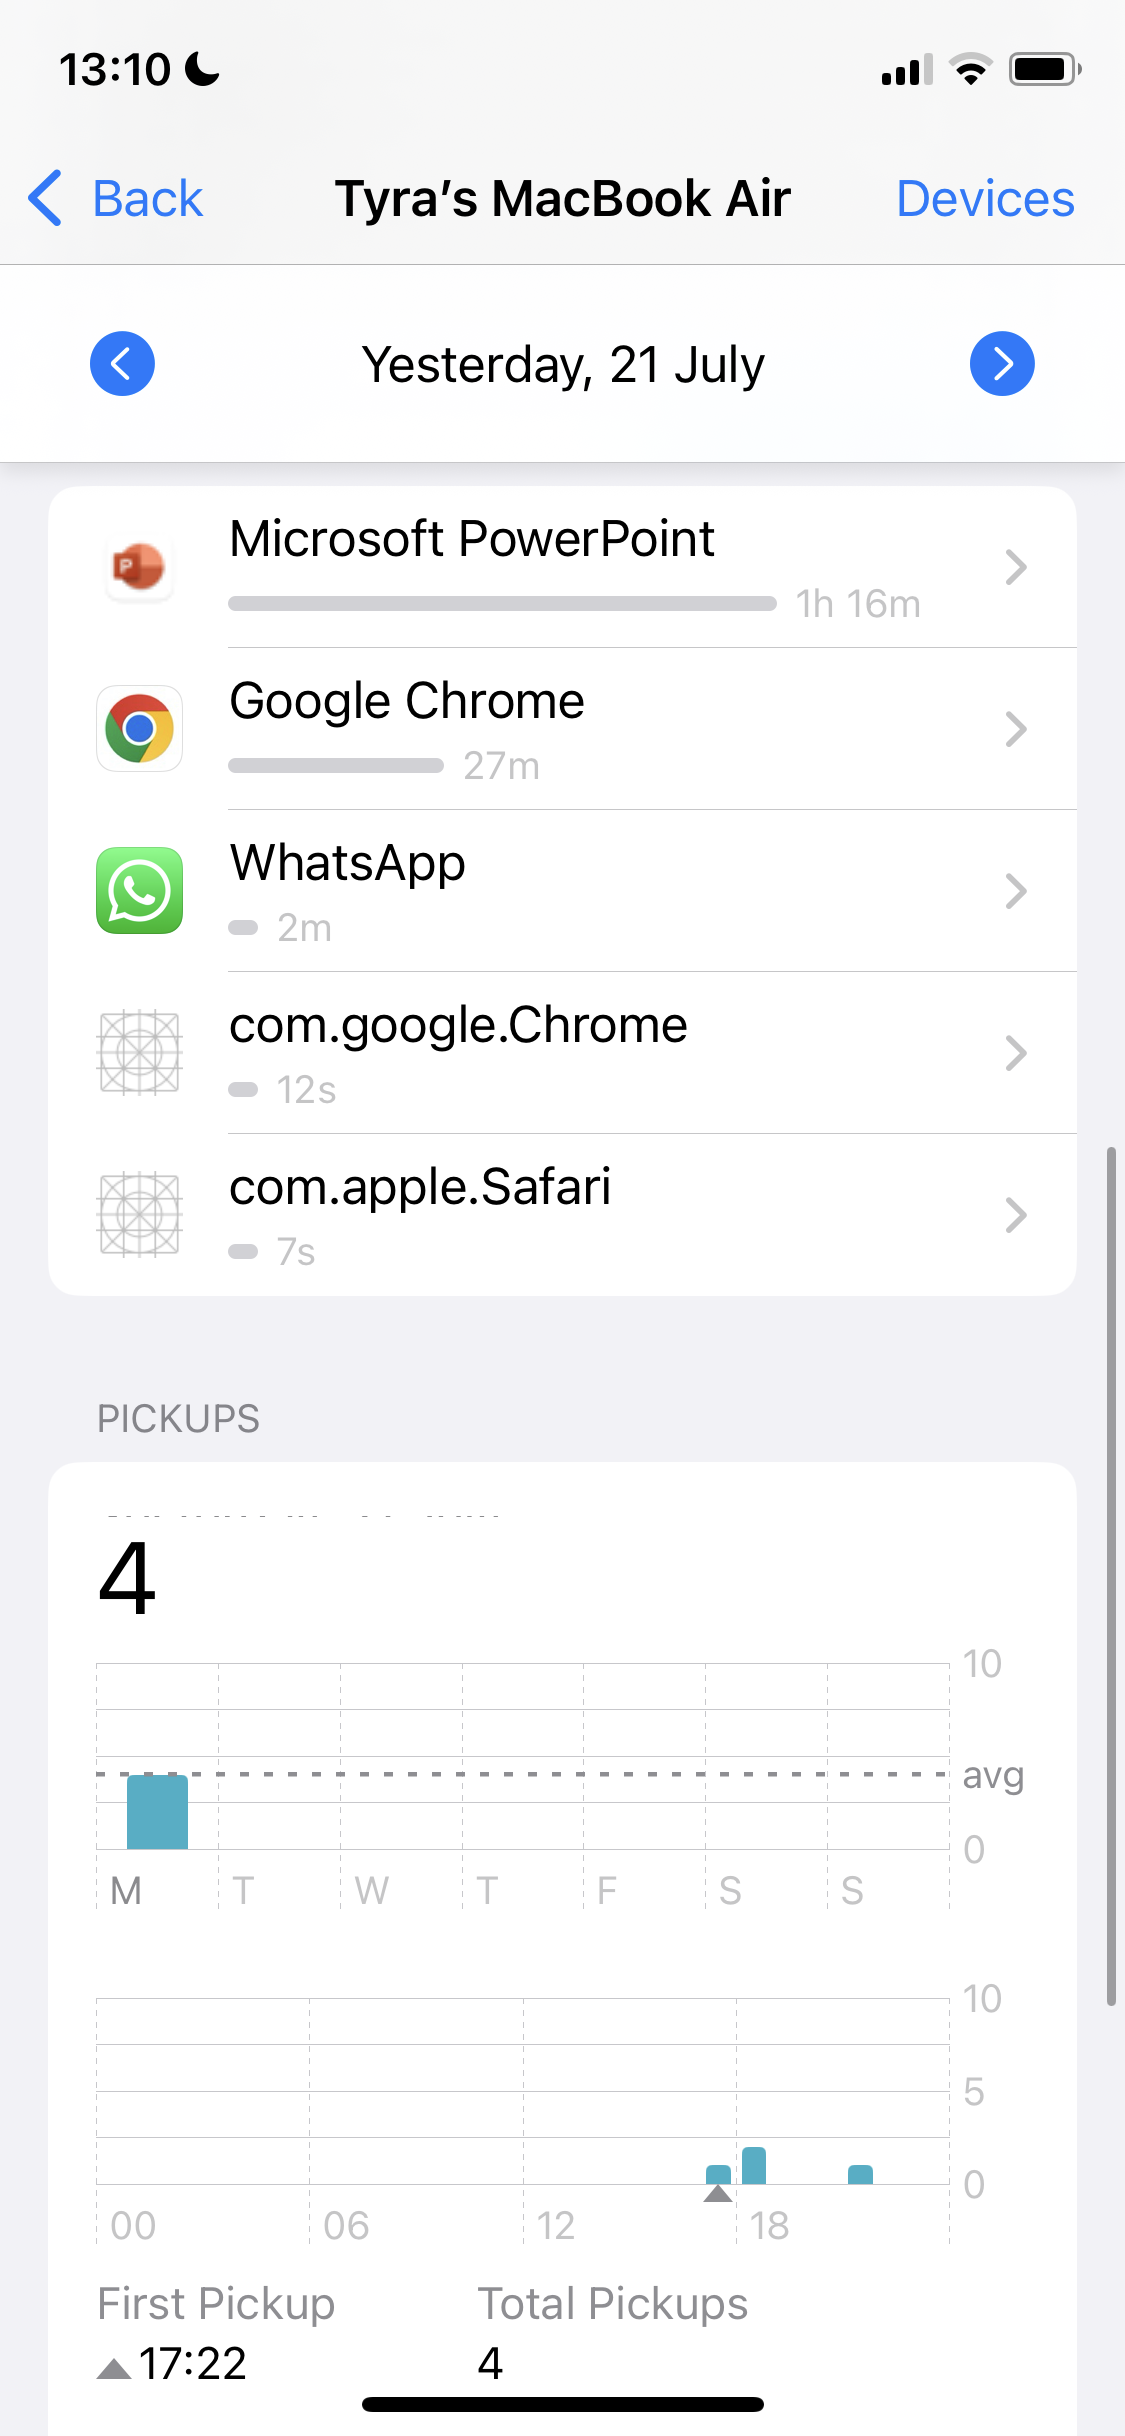 13:10
Back Tyra's MacBook Air Devices
Yesterday, 21 July
Microsoft PowerPoint
1h 16m
Google Chrome
27m
WhatsApp
2m
com.google.Chrome
12s
com.apple.Safari
7s
PICKUPS
4
10
avg
0
M T W T F S S
10
5
0
00 06 12 18
First Pickup Total Pickups
17:22 4